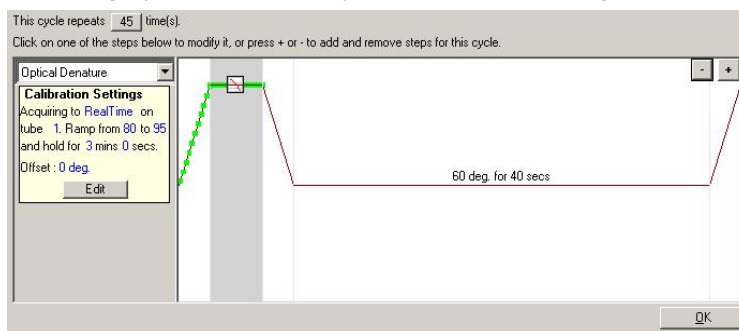 This cycle repeats 45 time(s).
Click on one of the steps below to modify it, or press + or - to add and remove steps for this cycle.
Optical Denature
Calibration Settings
Acquiring to RealTime on
tube 1. Ramp from 80 to 95
and hold for 3 mins 0 secs.
Offset : 0 deg.
Edit
60 deg. for 40 secs
- +
OK